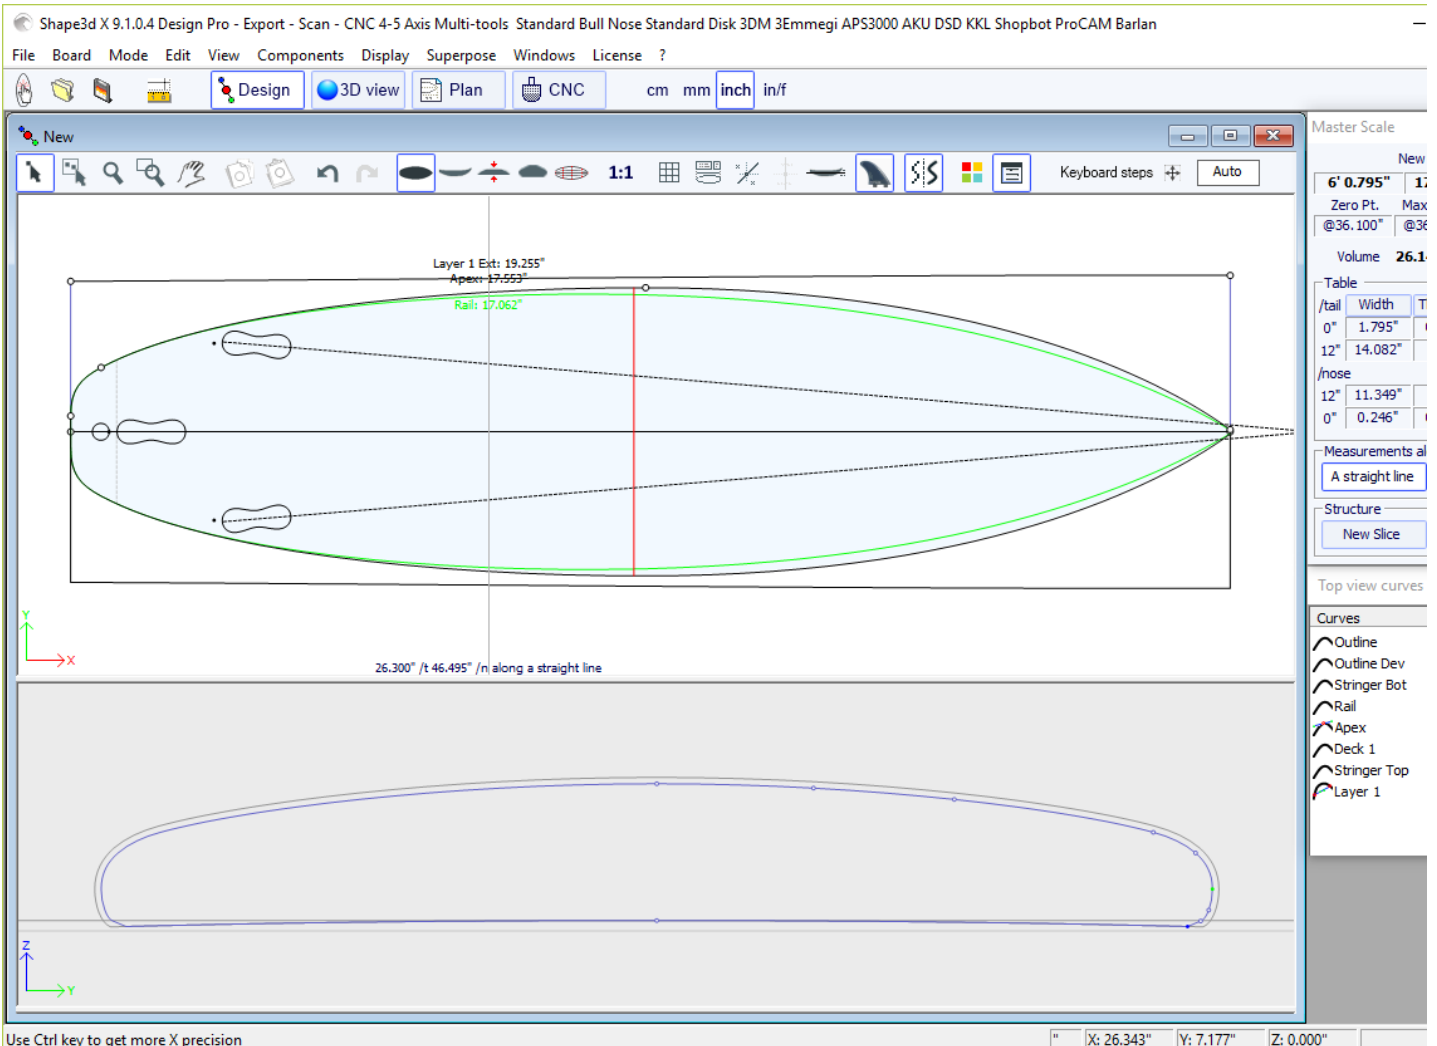 Shape3d X 9.1.0.4 Design Pro - Export - Scan - CNC 4-5 Axis Multi-tools  Standard Bull Nose Standard Disk 3DM 3Emmegi APS3000 AKU DSD KKL Shopbot ProCAM Barlan
File Board Mode Edit View Components Display Superpose Windows License ?
Design 3D view Plan CNC cm mm inch in/f
New
1:1 Keyboard steps Auto
Layer 1 Ext: 19.255"
Apex: 17.553"
Rail: 17.062"
Y
X
26.300" /t 46.495" /n along a straight line
Z
Y
Master Scale
New
6' 0.795" 17
Zero Pt. Max
@36.100" @36
Volume 26.1
Table
/tail Width T
0" 1.795"
12" 14.082"
/nose
12" 11.349"
0" 0.246"
Measurements al
A straight line
Structure
New Slice
Top view curves
Curves
Outline
Outline Dev
Stringer Bot
Rail
Apex
Deck 1
Stringer Top
Layer 1
Use Ctrl key to get more X precision " X: 26.343" Y: 7.177" Z: 0.000"